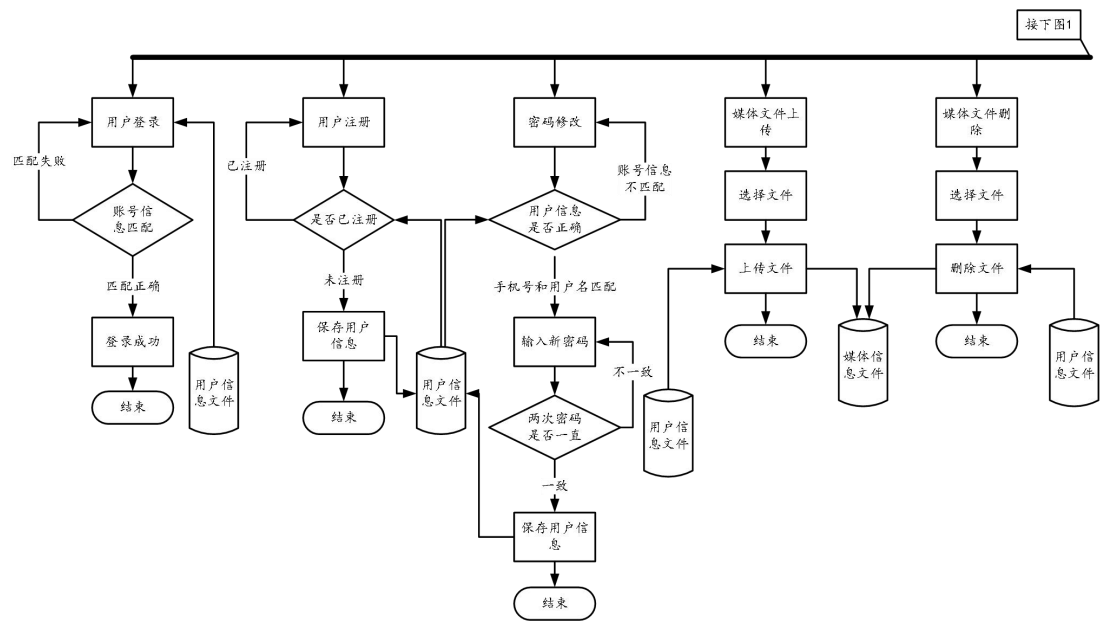 接下图1
用户登录
匹配失败
账号信
息匹配
匹配正确
登录成功
结束
用户信
息文件
用户注册
已注册
是否已注册
未注册
保存用户
信息
结束
用户信
息文件
密码修改
账号信息
不匹配
用户信息
是否正确
手机号和用户名匹配
输入新密码
不一致
两次密码
是否一直
一致
保存用户信
息
结束
用户信
息文件
媒体文件上
传
选择文件
上传文件
结束
媒体信
息文件
媒体文件删
除
选择文件
删除文件
结束
用户信
息文件